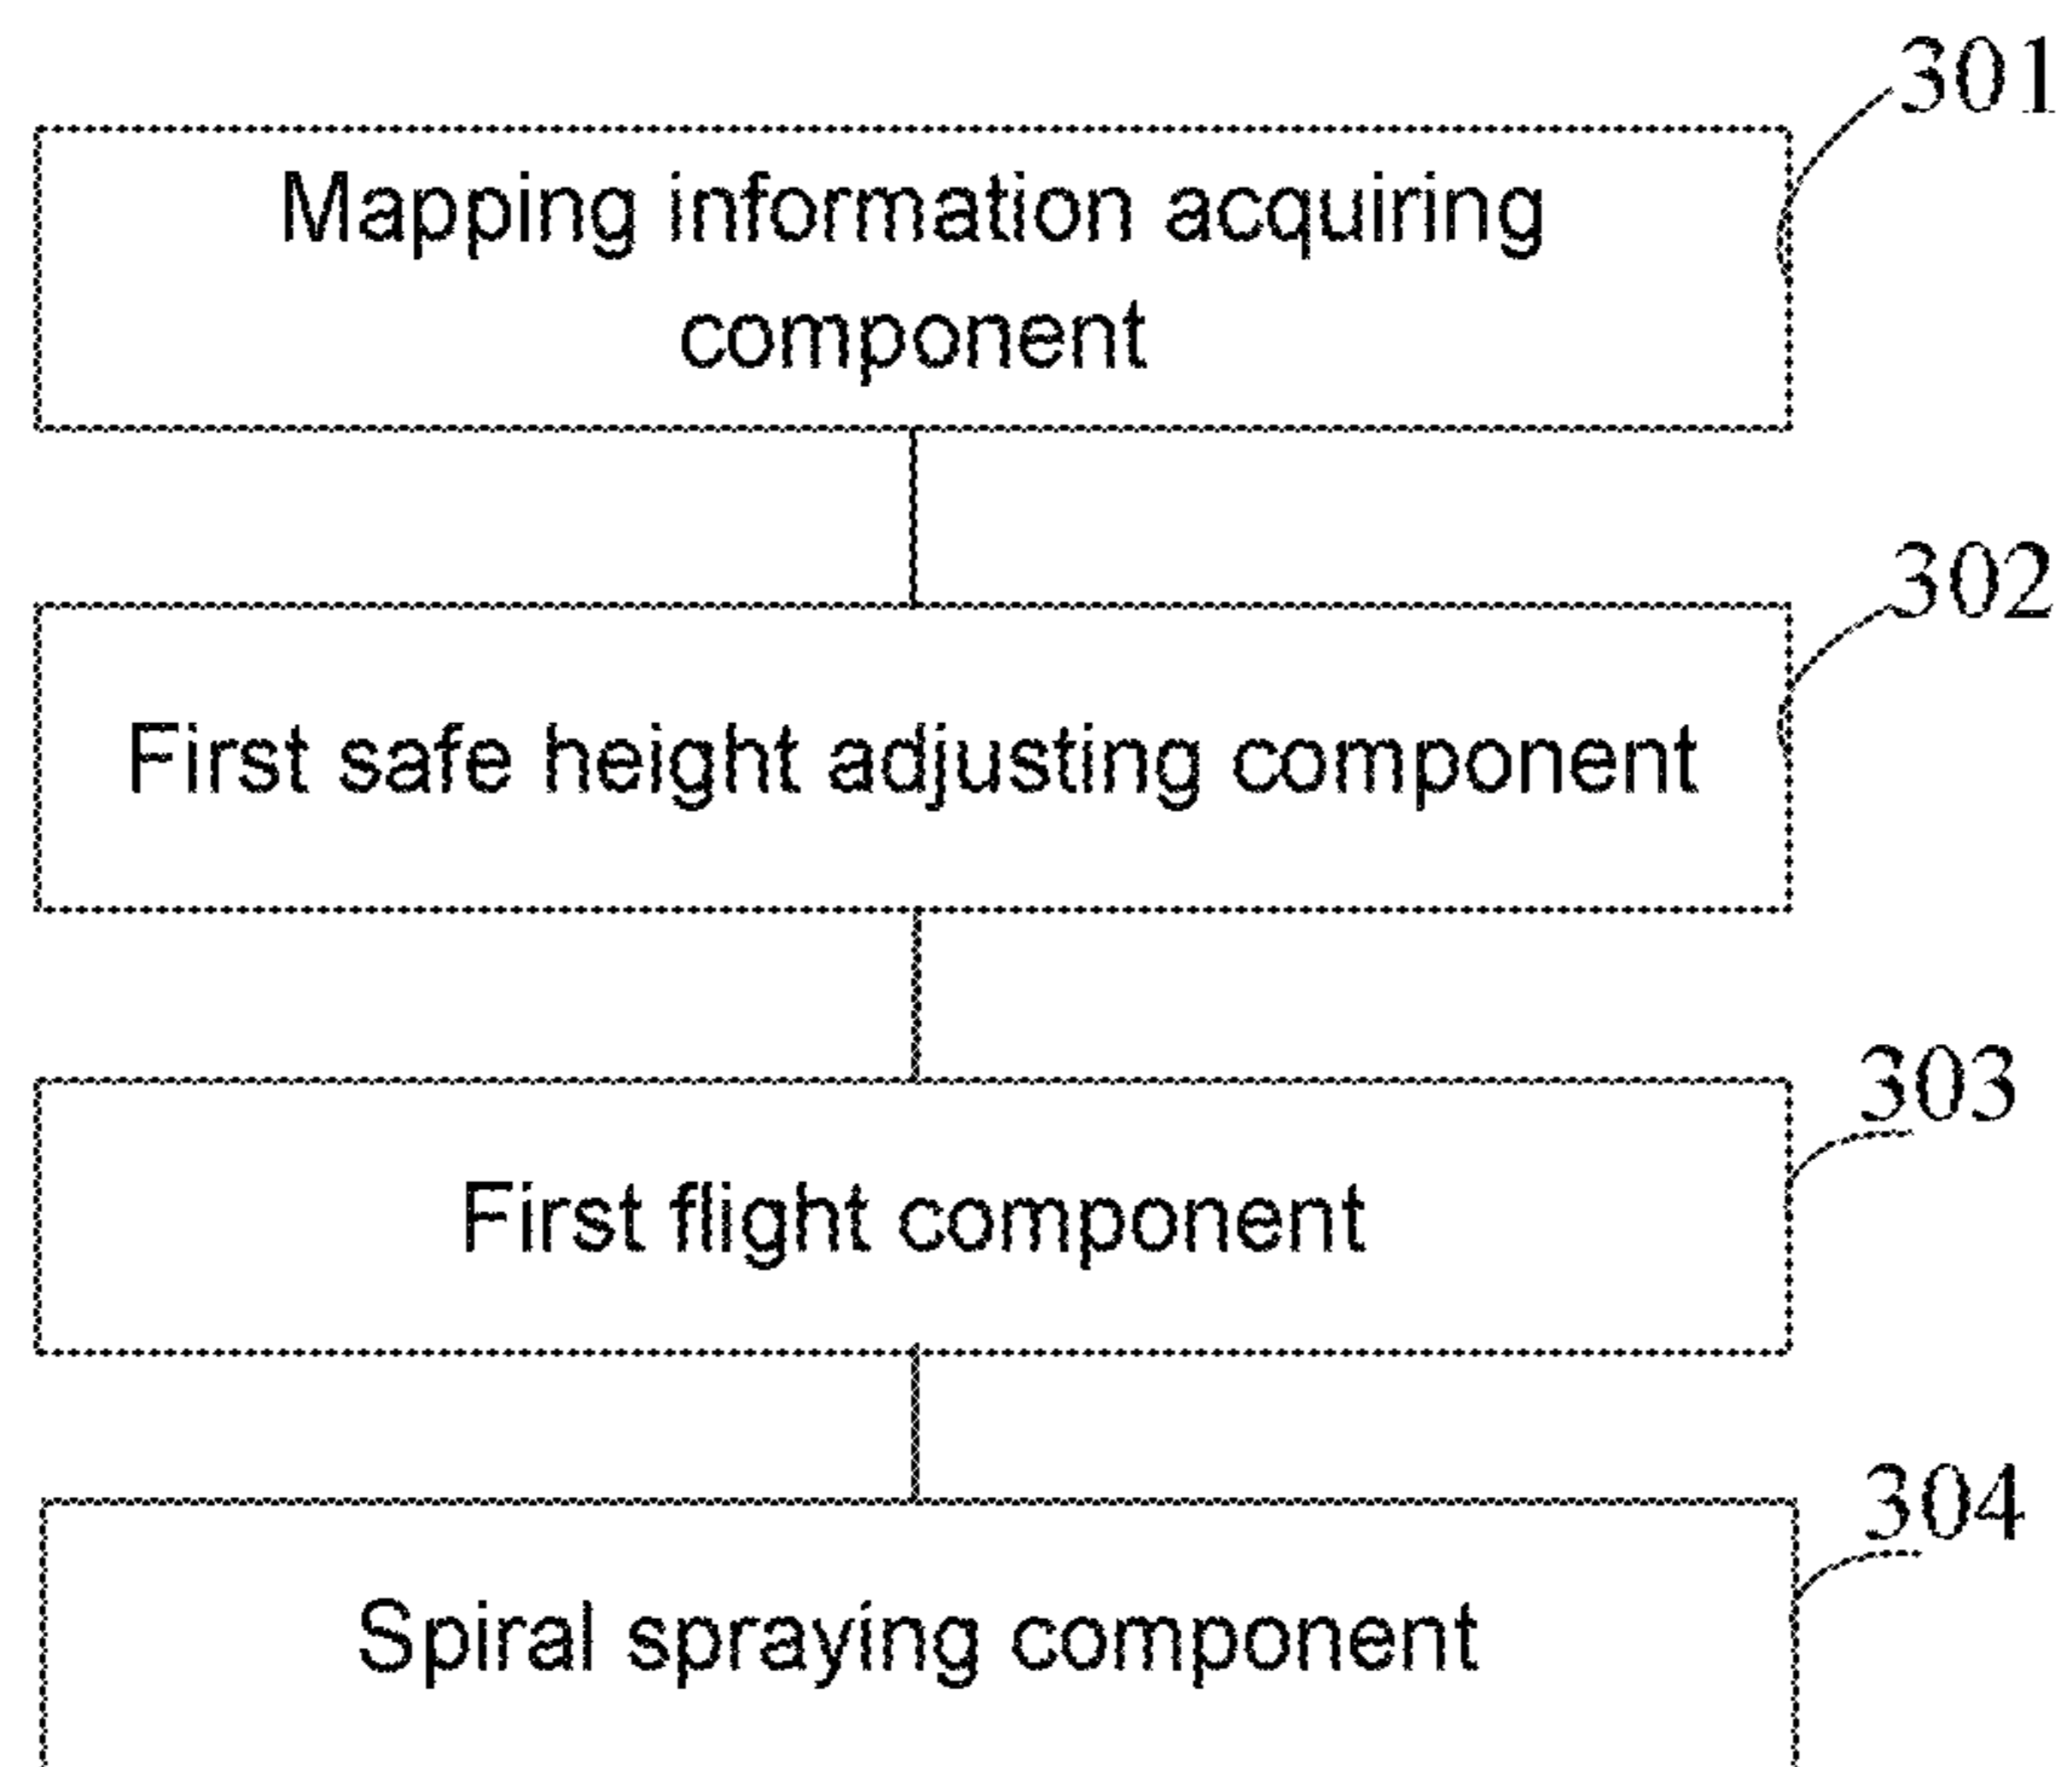 301
Mapping information acquiring
component
302
First safe height adjusting component
303
First flight component
304
Spiral spraying component